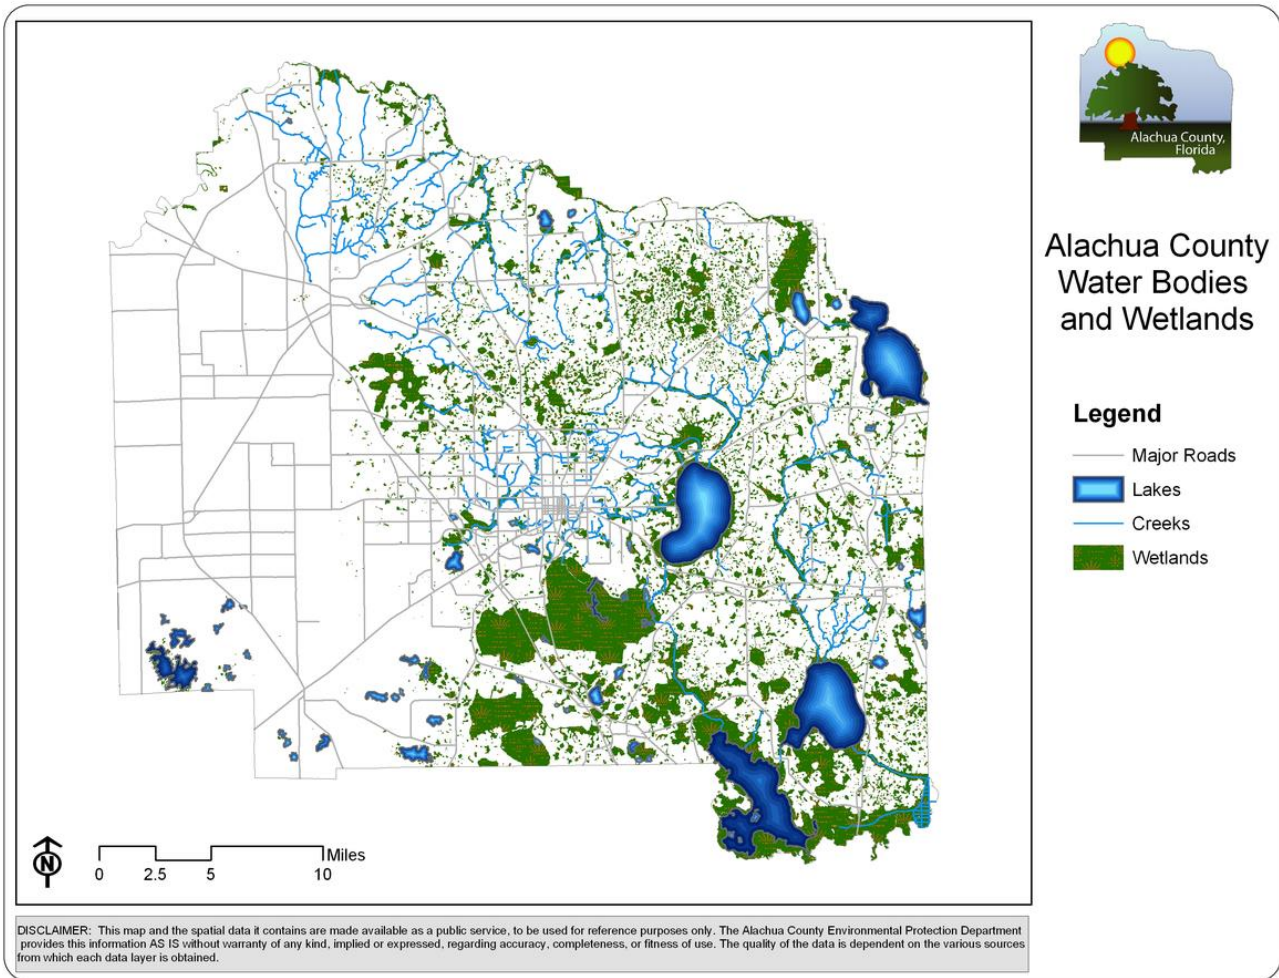 Alachua County,
Florida
Alachua County
Water Bodies
and Wetlands
Legend
Major Roads
Lakes
Creeks
Wetlands
N
Miles
0 2.5 5 10
DISCLAIMER: This map and the spatial data it contains are made available as a public service, to be used for reference purposes only. The Alachua County Environmental Protection Department
provides this information AS IS without warranty of any kind, implied or expressed, regarding accuracy, completeness, or fitness of use. The quality of the data is dependent on the various sources
from which each data layer is obtained.